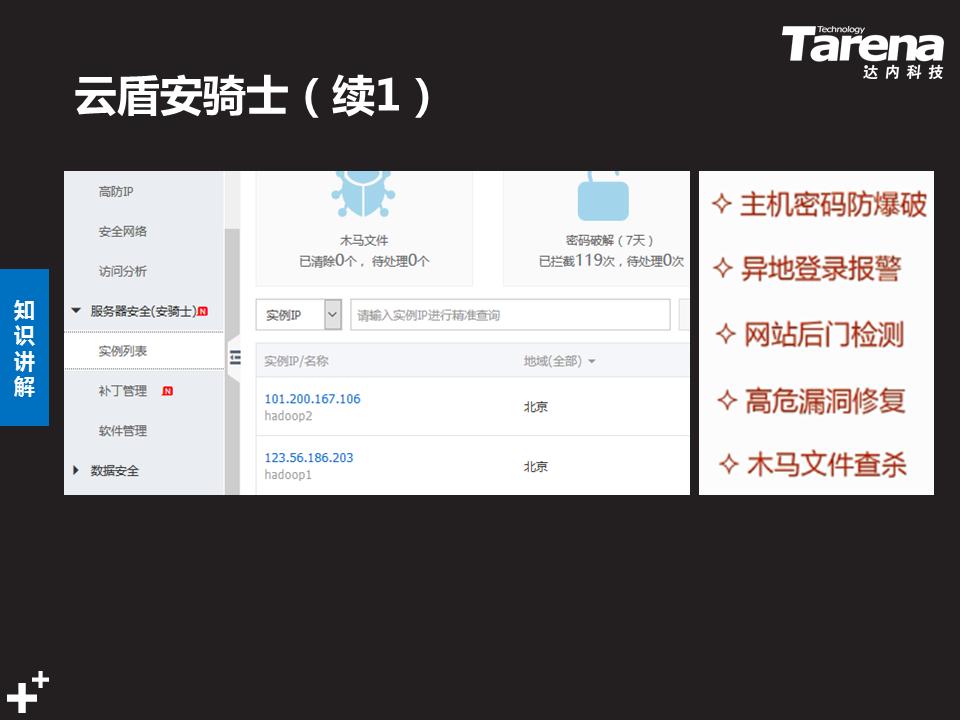 Technology
Tarena
达内科技
云盾安骑士（续1）
知识讲解
高防IP
安全网络
访问分析
服务器安全(安骑士) N
实例列表
补丁管理 N
软件管理
数据安全
木马文件
已清除0个，待处理0个
密码破解（7天）
已拦截119次，待处理0次
实例IP
请输入实例IP进行精准查询
实例IP/名称 地域(全部)
101.200.167.106
hadoop2
北京
123.56.186.203
hadoop1
北京
主机密码防爆破
异地登录报警
网站后门检测
高危漏洞修复
木马文件查杀